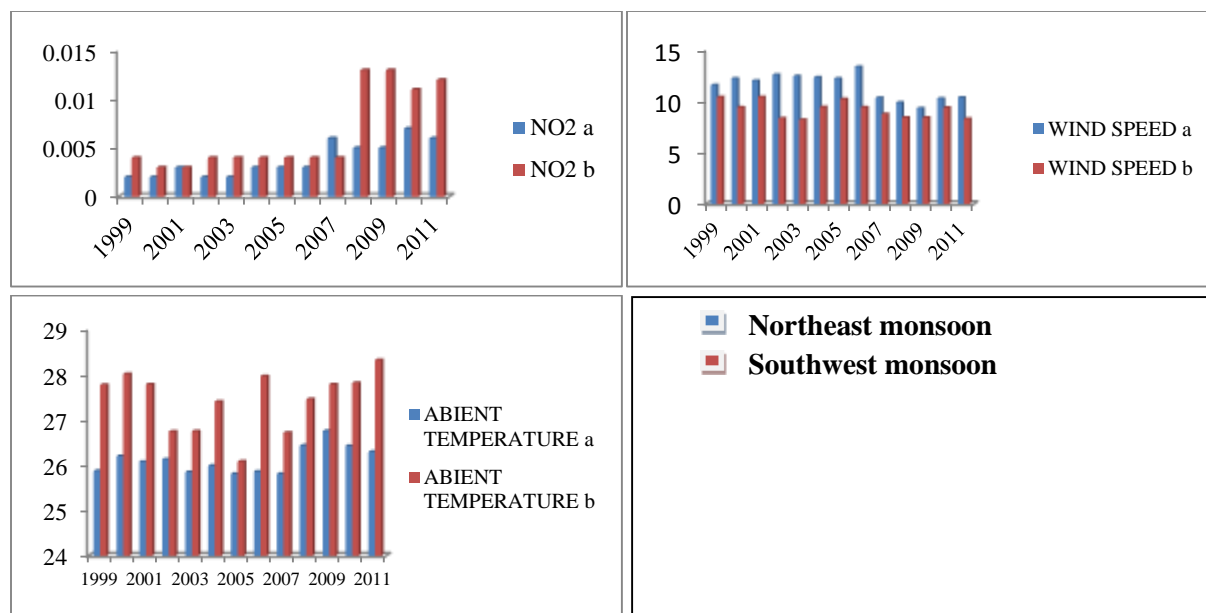 0.015
0.01
0.005
0
1999
2001
2003
2005
2007
2009
2011
NO2 a
NO2 b
15
10
5
0
1999
2001
2003
2005
2007
2009
2011
WIND SPEED a
WIND SPEED b
29
28
27
26
25
24
1999 2001 2003 2005 2007 2009 2011
ABIENT
TEMPERATURE a
ABIENT
TEMPERATURE b
Northeast monsoon
Southwest monsoon